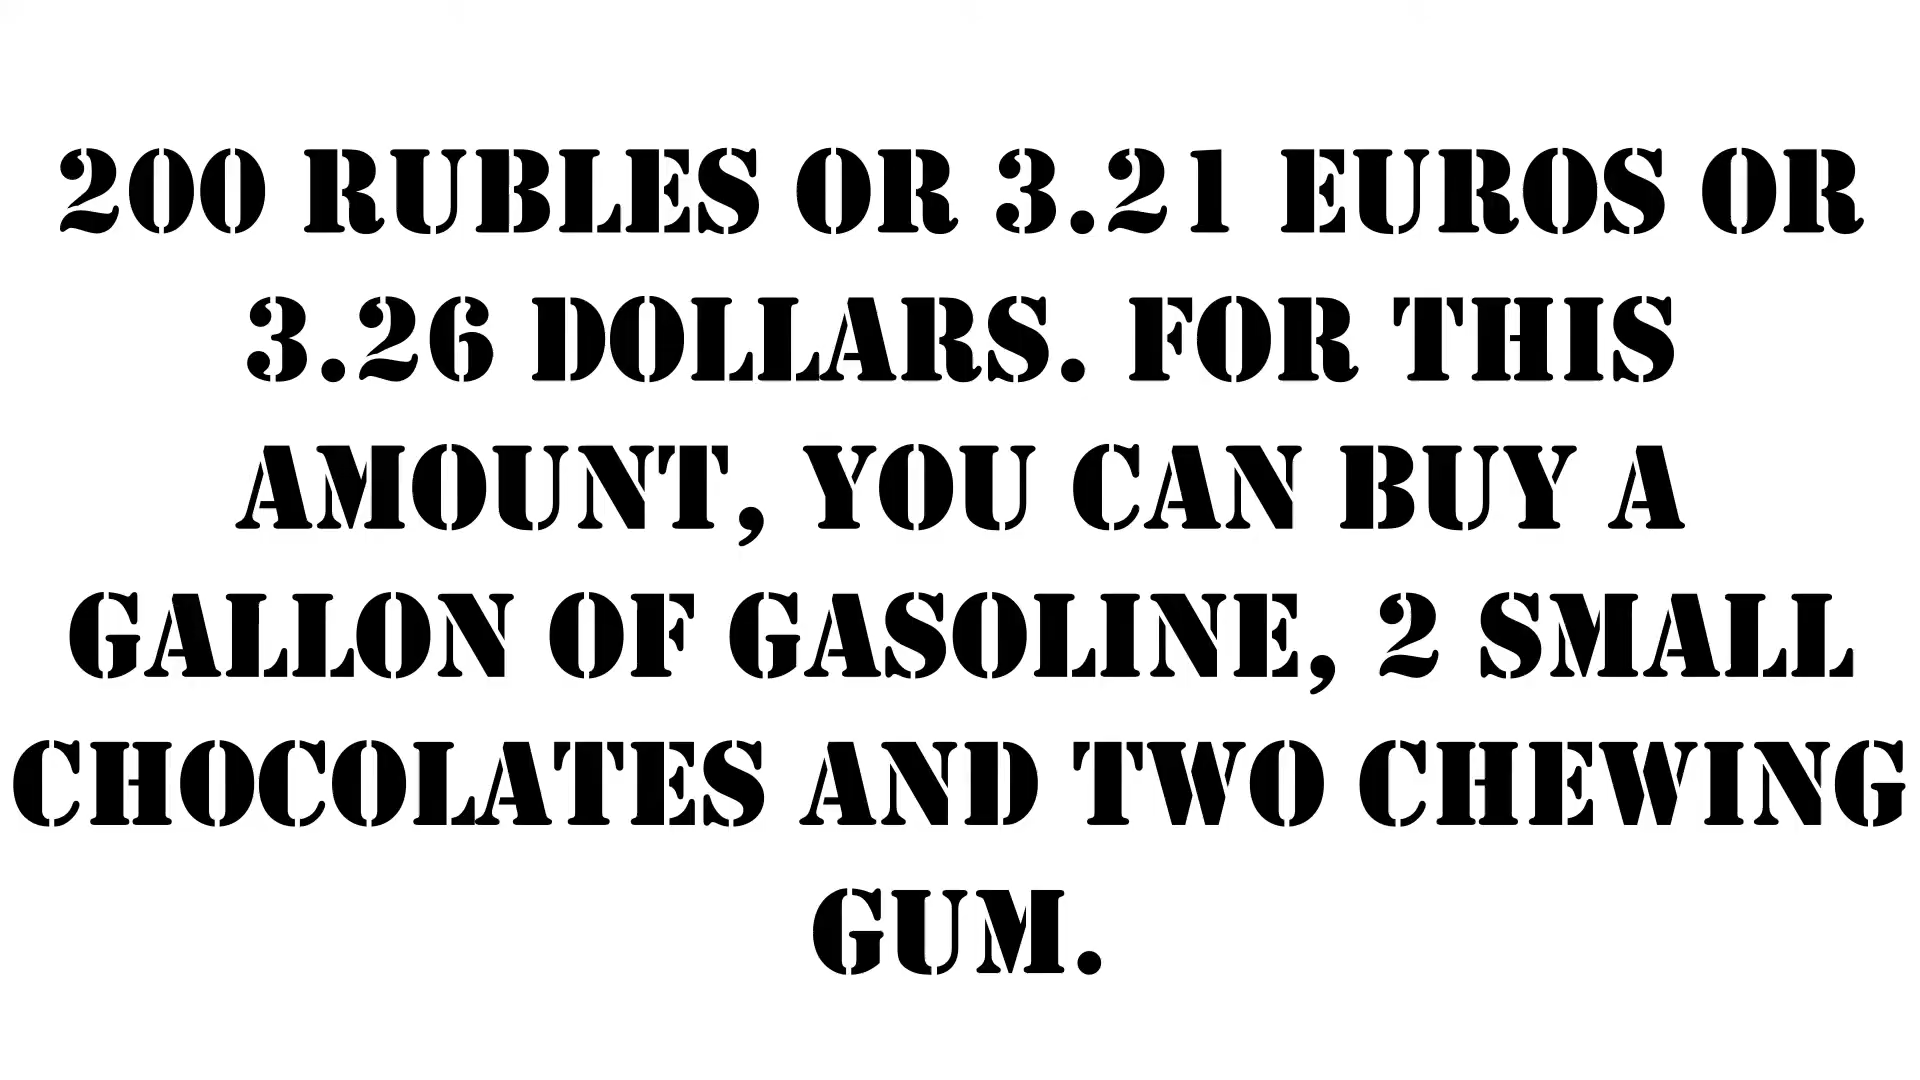 200 RUBLES OR 3.21 EUROS OR
3.26 DOLLARS. FOR THIS
AMOUNT, YOU CAN BUY A
GALLON OF GASOLINE, 2 SMALL
CHOCOLATES AND TWO CHEWING
GUM.